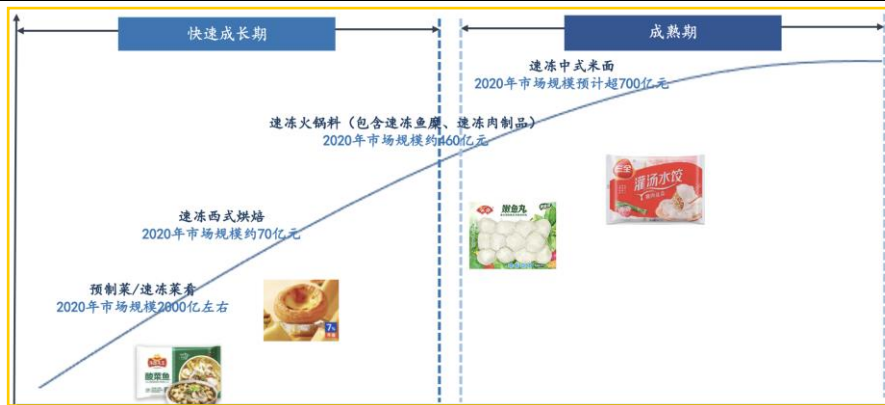 快速成长期
成熟期
速冻中式米面
2020年市场规模预计超700亿元
速冻火锅料（包含速冻鱼糜、速冻肉制品）
2020年市场规模约460亿元
速冻西式烘焙
2020年市场规模约70亿元
预制菜/速冻菜肴
2020年市场规模2000亿左右
三全
灌汤水饺
嫩鱼丸
7%
酸菜鱼